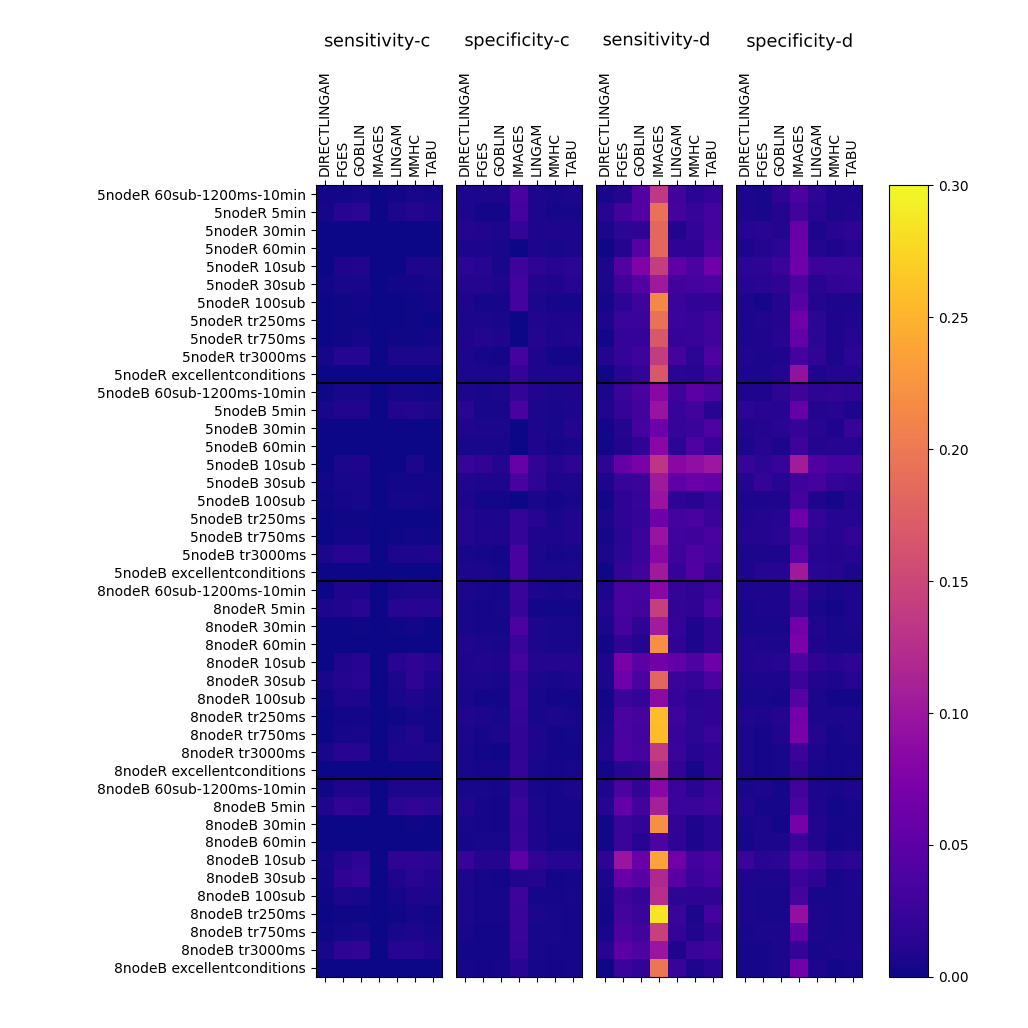 sensitivity-c specificity-c sensitivity-d specificity-d
DIRECTLINGAM FGES GOBLIN IMAGES LINGAM MMHC TABU DIRECTLINGAM FGES GOBLIN IMAGES LINGAM MMHC TABU DIRECTLINGAM FGES GOBLIN IMAGES LINGAM MMHC TABU DIRECTLINGAM FGES GOBLIN IMAGES LINGAM MMHC TABU
5nodeR 60sub-1200ms-10min
5nodeR 5min
5nodeR 30min
5nodeR 60min
5nodeR 10sub
5nodeR 30sub
5nodeR 100sub
5nodeR tr250ms
5nodeR tr750ms
5nodeR tr3000ms
5nodeR excellentconditions
5nodeB 60sub-1200ms-10min
5nodeB 5min
5nodeB 30min
5nodeB 60min
5nodeB 10sub
5nodeB 30sub
5nodeB 100sub
5nodeB tr250ms
5nodeB tr750ms
5nodeB tr3000ms
5nodeB excellentconditions
8nodeR 60sub-1200ms-10min
8nodeR 5min
8nodeR 30min
8nodeR 60min
8nodeR 10sub
8nodeR 30sub
8nodeR 100sub
8nodeR tr250ms
8nodeR tr750ms
8nodeR tr3000ms
8nodeR excellentconditions
8nodeB 60sub-1200ms-10min
8nodeB 5min
8nodeB 30min
8nodeB 60min
8nodeB 10sub
8nodeB 30sub
8nodeB 100sub
8nodeB tr250ms
8nodeB tr750ms
8nodeB tr3000ms
8nodeB excellentconditions
0.30
0.25
0.20
0.15
0.10
0.05
0.00